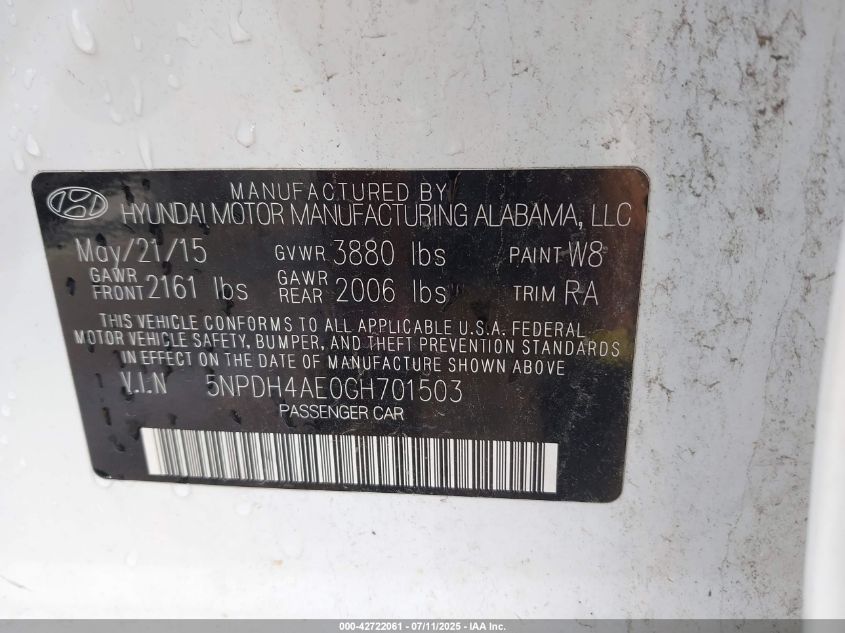 MANUFACTURED BY
HYUNDAI MOTOR MANUFACTURING ALABAMA, LLC
May/21/15 GVWR 3880 lbs PAINT W8
GAWR FRONT 2161 lbs GAWR REAR 2006 lbs TRIM RA
THIS VEHICLE CONFORMS TO ALL APPLICABLE U.S.A. FEDERAL
MOTOR VEHICLE SAFETY, BUMPER, AND THEFT PREVENTION STANDARDS
IN EFFECT ON THE DATE OF MANUFACTURE SHOWN ABOVE
V.I.N 5NPDH4AE0GH701503
PASSENGER CAR
000-42722061 - 07/11/2025 - IAA Inc.